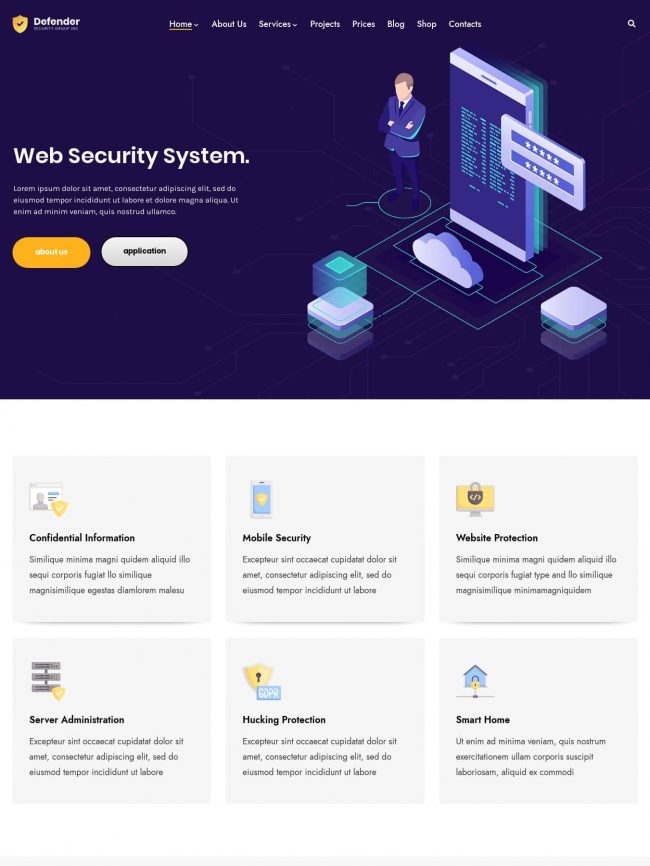 Defender
SECURITY GROUP INC
Home
About Us
Services
Projects
Prices
Blog
Shop
Contacts
Web Security System.
Lorem ipsum dolor sit amet, consectetur adipiscing elit, sed do
eiusmod tempor incididunt ut labore et dolore magna aliqua. Ut
enim ad minim veniam, quis nostrud ullamco.
about us
application
Confidential Information
Similique minima magni quidem aliquid illo
sequi corporis fugiat llo similique
magnisimilique egestas diamlorem malesu
Mobile Security
Excepteur sint occaecat cupidatat dolor sit
amet, consectetur adipiscing elit, sed do
eiusmod tempor incididunt ut labore
Website Protection
Similique minima magni quidem aliquid illo
sequi corporis fugiat type and llo similique
magnisimilique minimamagniquidem
Server Administration
Excepteur sint occaecat cupidatat dolor sit
amet, consectetur adipiscing elit, sed do
eiusmod tempor incididunt ut labore
GDPR
Hucking Protection
Excepteur sint occaecat cupidatat dolor sit
amet, consectetur adipiscing elit, sed do
eiusmod tempor incididunt ut labore
Smart Home
Ut enim ad minima veniam, quis nostrum
exercitationem ullam corporis suscipit
laboriosam, aliquid ex commodi